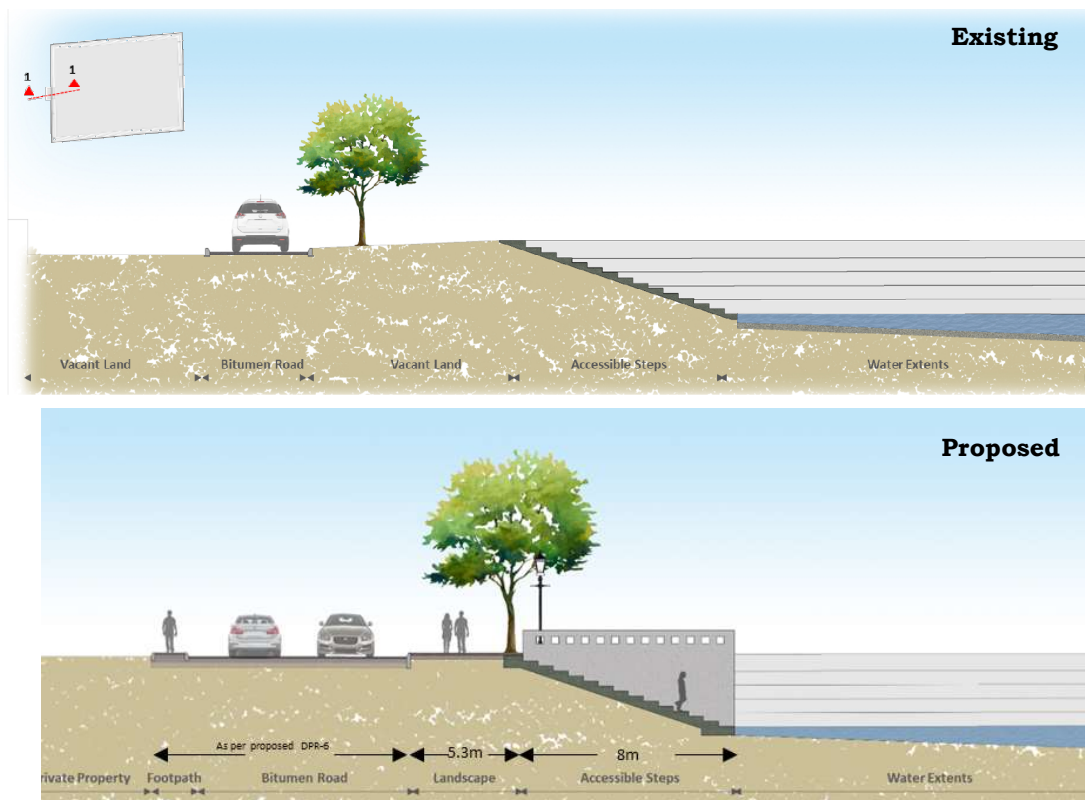 Existing
1 1
Vacant Land Bitumen Road Vacant Land Accessible Steps Water Extents
Proposed
As per proposed DPR-6 5.3m 8m
rivate Property Footpath Bitumen Road Landscape Accessible Steps Water Extents